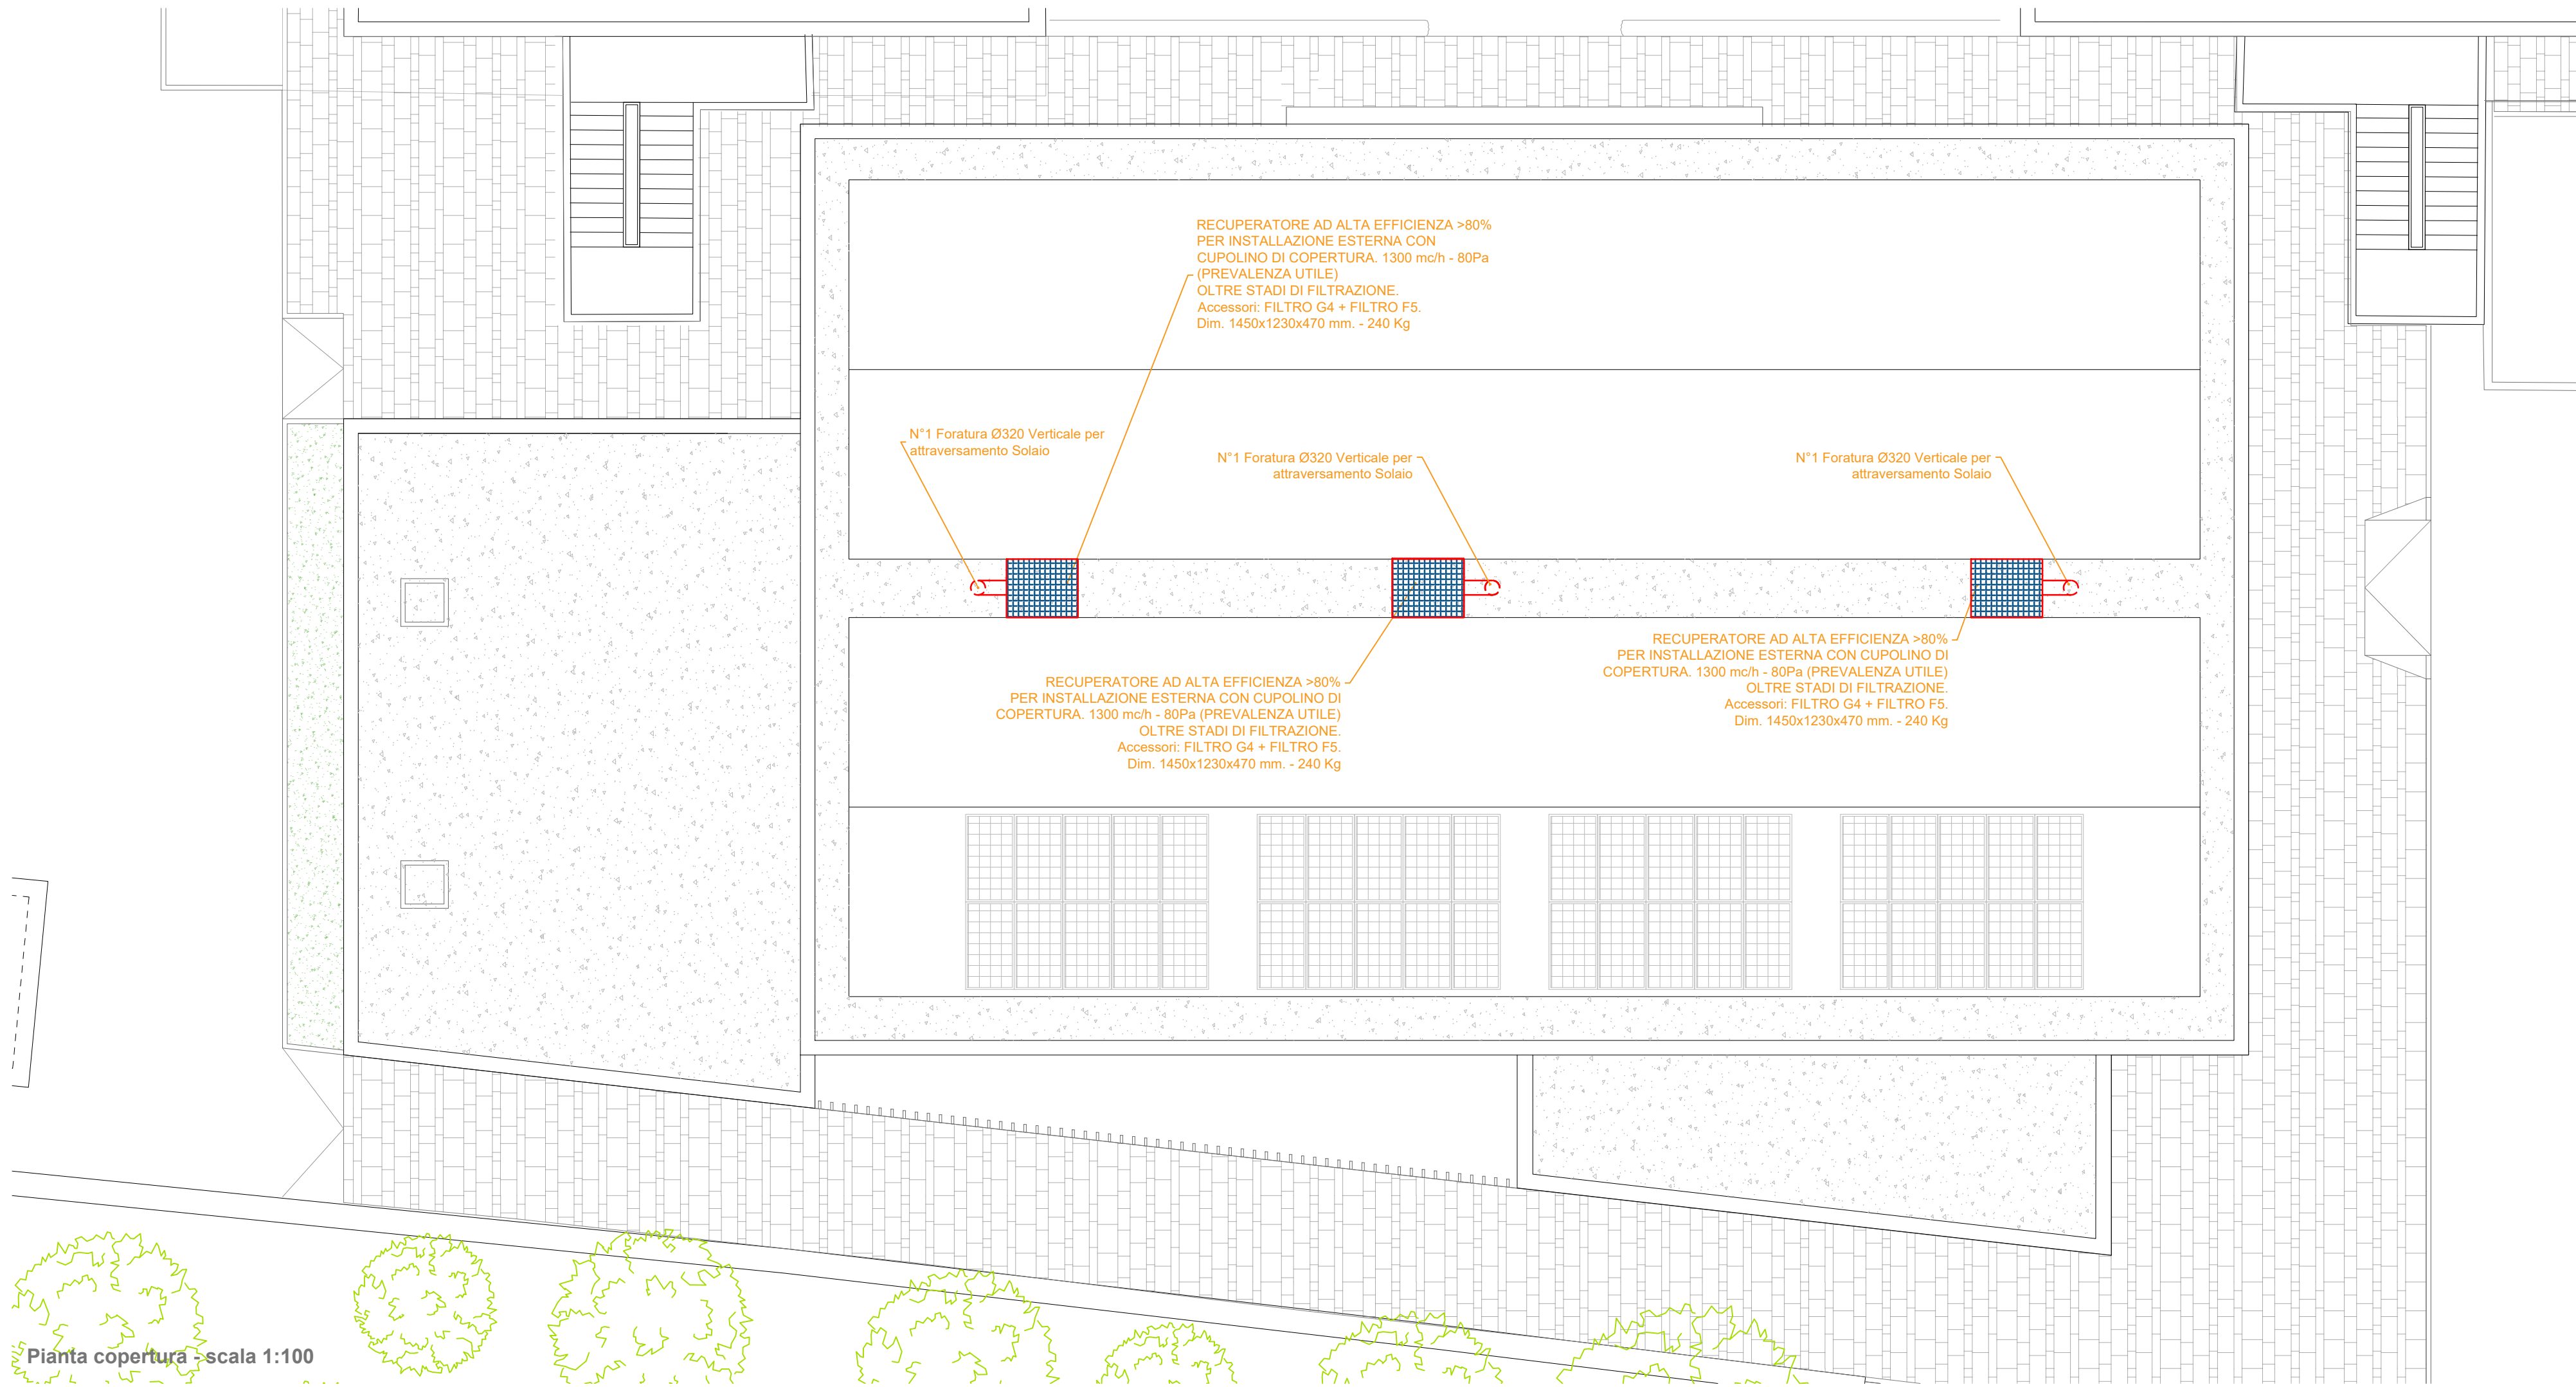 RECUPERATORE AD ALTA EFFICIENZA >80%
PER INSTALLAZIONE ESTERNA CON
CUPOLINO DI COPERTURA. 1300 mc/h - 80Pa
(PREVALENZA UTILE)
OLTRE STADI DI FILTRAZIONE.
Accessori: FILTRO G4 + FILTRO F5.
Dim. 1450x1230x470 mm. - 240 Kg
N°1 Foratura Ø320 Verticale per
attraversamento Solaio
N°1 Foratura Ø320 Verticale per
attraversamento Solaio
N°1 Foratura Ø320 Verticale per
attraversamento Solaio
RECUPERATORE AD ALTA EFFICIENZA >80%
PER INSTALLAZIONE ESTERNA CON CUPOLINO DI
COPERTURA. 1300 mc/h - 80Pa (PREVALENZA UTILE)
OLTRE STADI DI FILTRAZIONE.
Accessori: FILTRO G4 + FILTRO F5.
Dim. 1450x1230x470 mm. - 240 Kg
RECUPERATORE AD ALTA EFFICIENZA >80%
PER INSTALLAZIONE ESTERNA CON CUPOLINO DI
COPERTURA. 1300 mc/h - 80Pa (PREVALENZA UTILE)
OLTRE STADI DI FILTRAZIONE.
Accessori: FILTRO G4 + FILTRO F5.
Dim. 1450x1230x470 mm. - 240 Kg
Pianta copertura - scala 1:100